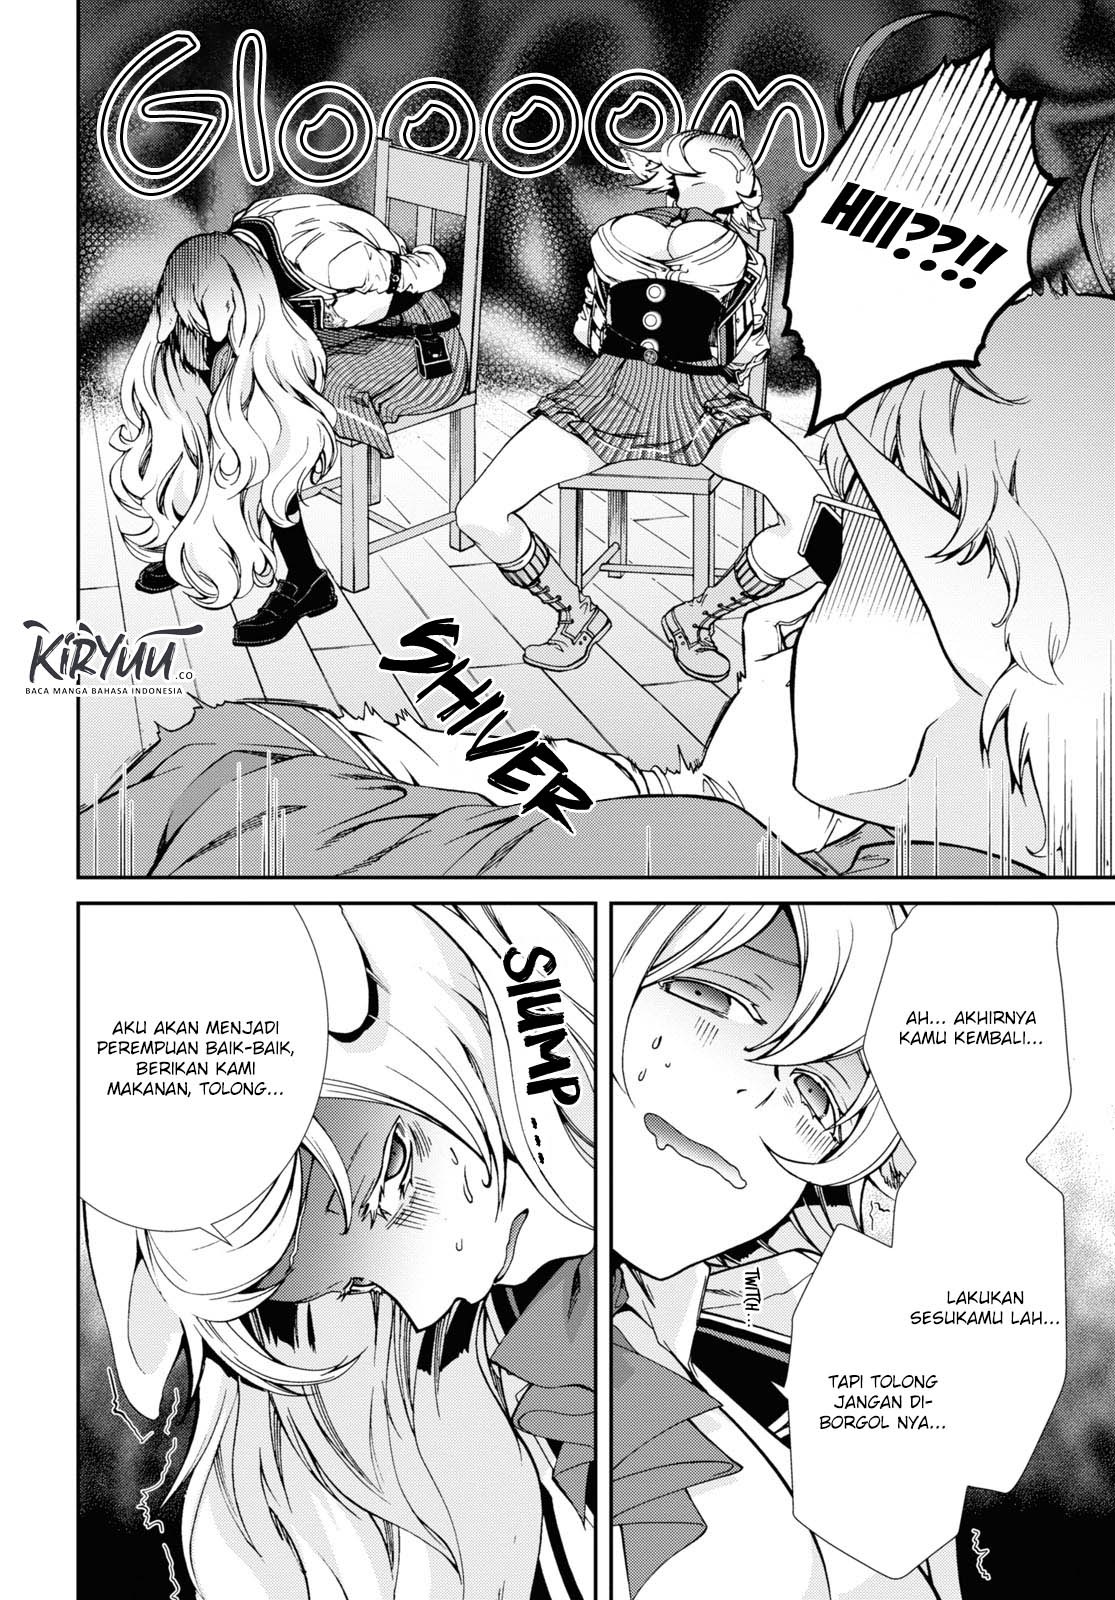 Gloooom
HIII??!!
KIRYUU.CO
BACA MANGA BAHASA INDONESIA
SHIVER
AH... AKHIRNYA
KAMU KEMBALI...
LAKUKAN
SESUKAMU LAH...
TAPI TOLONG
JANGAN DI-
BORGOL NYA...
TWITCH...
SIUMP...
AKU AKAN MENJADI
PEREMPUAN BAIK-BAIK,
BERIKAN KAMI
MAKANAN, TOLONG...